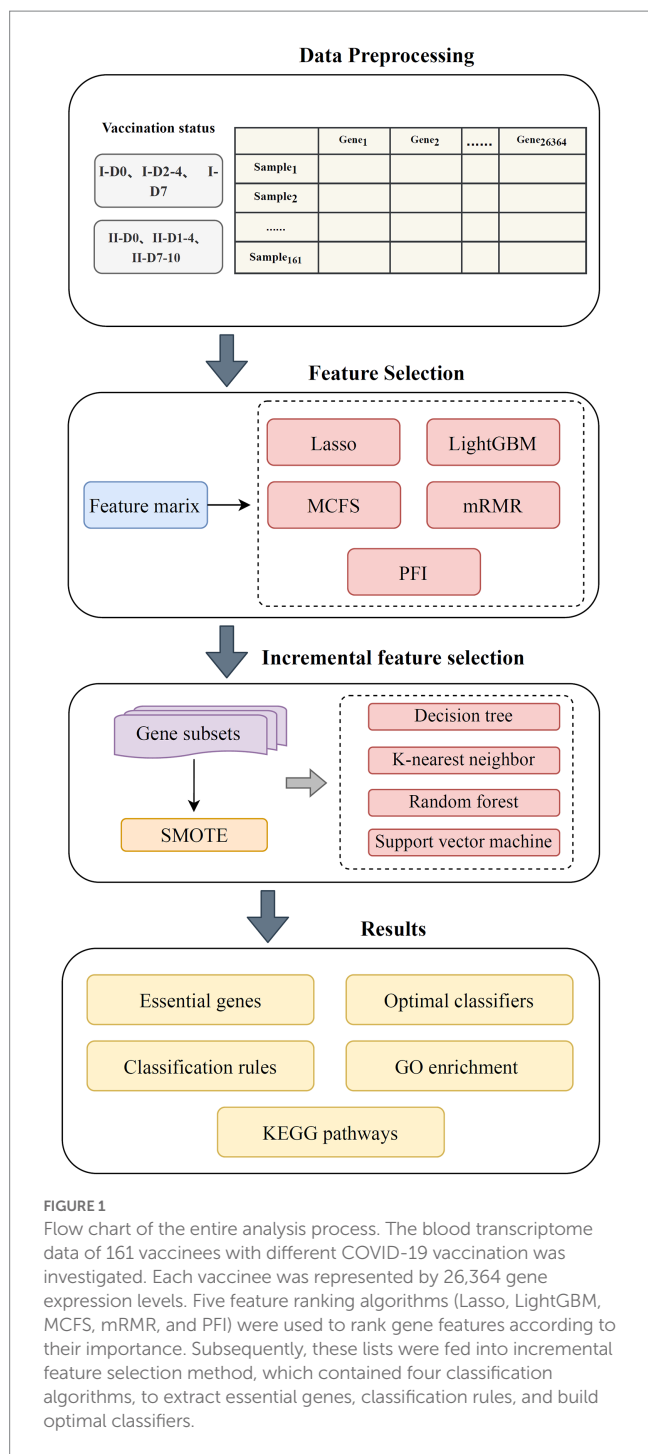 Data Preprocessing
Vaccination status
I-D0、I-D2-4、 I-
D7
II-D0、II-D1-4、
II-D7-10
Gene1 Gene2 …… Gene26364
Sample1
Sample2
……
Sample161
Feature Selection
Feature marix
Lasso LightGBM
MCFS mRMR
PFI
Incremental feature selection
Gene subsets
SMOTE
Decision tree
K-nearest neighbor
Random forest
Support vector machine
Results
Essential genes Optimal classifiers
Classification rules GO enrichment
KEGG pathways
FIGURE 1
Flow chart of the entire analysis process. The blood transcriptome
data of 161 vaccinees with different COVID-19 vaccination was
investigated. Each vaccinee was represented by 26,364 gene
expression levels. Five feature ranking algorithms (Lasso, LightGBM,
MCFS, mRMR, and PFI) were used to rank gene features according to
their importance. Subsequently, these lists were fed into incremental
feature selection method, which contained four classification
algorithms, to extract essential genes, classification rules, and build
optimal classifiers.